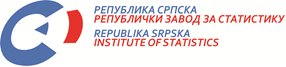 РЕПУБЛИКА СРПСКА
РЕПУБЛИЧКИ ЗАВОД ЗА СТАТИСТИКУ
REPUBLIKA SRPSKA
INSTITUTE OF STATISTICS